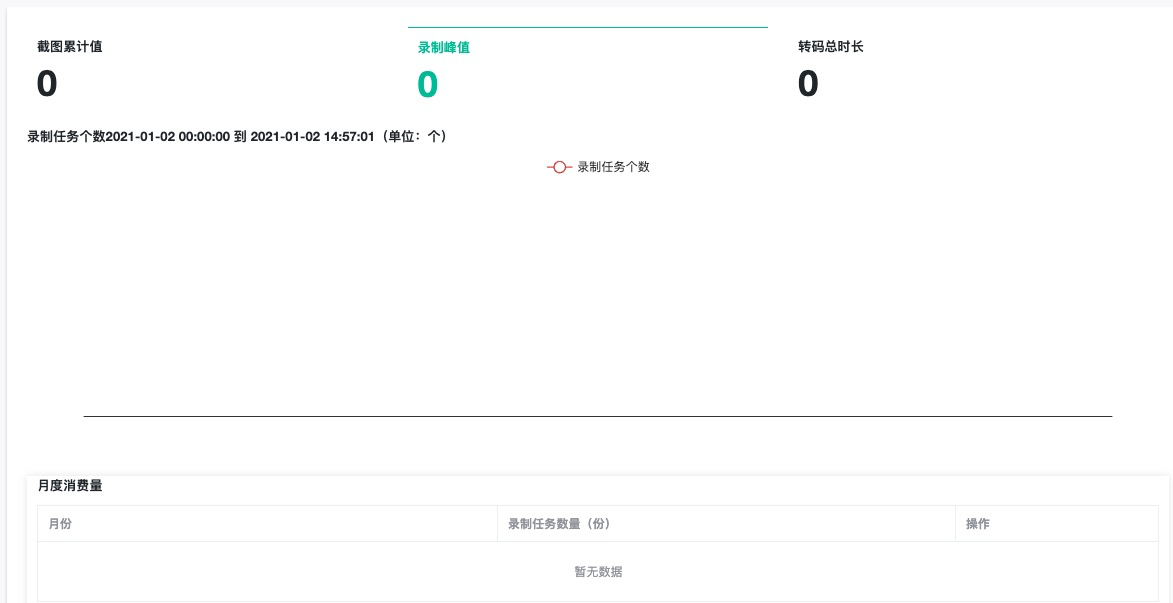 截图累计值
录制峰值
转码总时长
0
0
0
录制任务个数2021-01-02 00:00:00 到 2021-01-02 14:57:01（单位：个）
录制任务个数
月度消费量
月份
录制任务数量（份）
操作
暂无数据